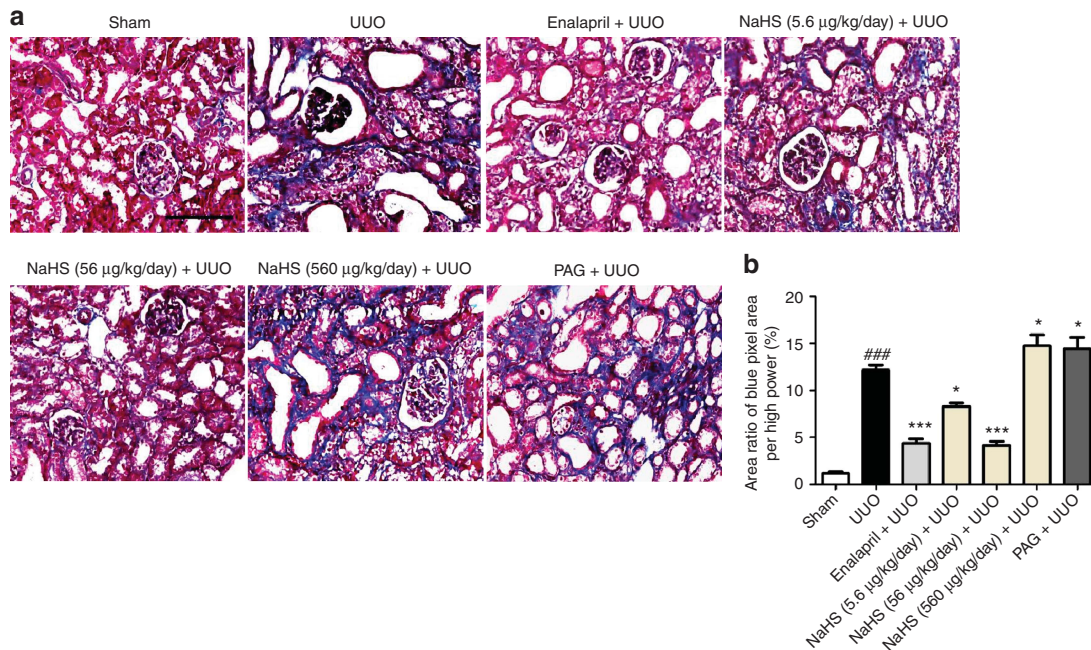 a
Sham
UUO
Enalapril + UUO
NaHS (5.6 µg/kg/day) + UUO
NaHS (56 µg/kg/day) + UUO
NaHS (560 µg/kg/day) + UUO
PAG + UUO
b
Area ratio of blue pixel area
per high power (%)
20
15
10
5
0
###
***
*
***
*
*
Sham
UUO
Enalapril + UUO
NaHS (5.6 µg/kg/day) + UUO
NaHS (56 µg/kg/day) + UUO
NaHS (560 µg/kg/day) + UUO
PAG + UUO